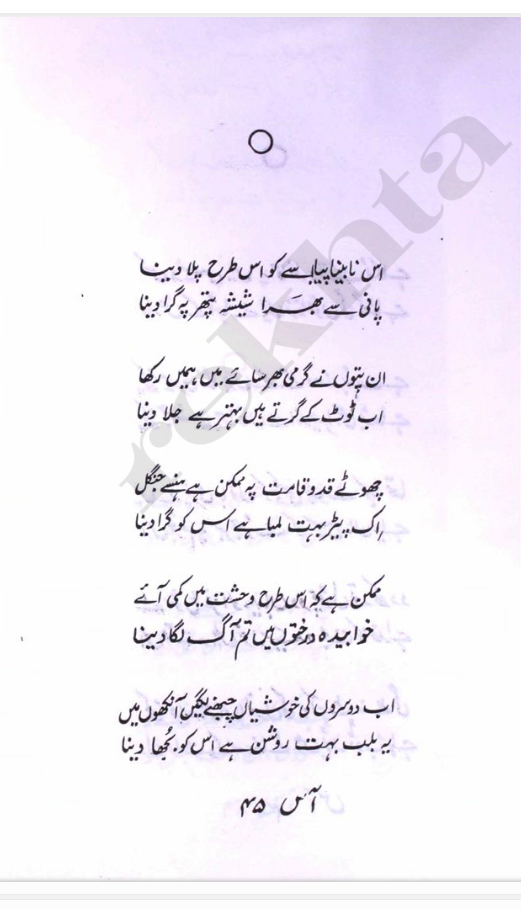 rekhta
اس نابینا پیاسے کو اس طرح پلا دینا
پانی سے بھرا شیشہ پتھر پہ گرا دینا
ان پتوں نے گرمی بھر سائے میں ہمیں رکھا
اب ٹوٹ کے گرتے ہیں بہتر ہے جلا دینا
چھوٹے قد و قامت پر ممکن ہے ہنسے جنگل
اک پیڑ بہت لمبا ہے اس کو گرا دینا
ممکن ہے کہ اس طرح وحشت میں کمی آئے
خوابیدہ درختوں میں تم آگ لگا دینا
اب دوسروں کی خوشیاں چبھنے لگیں آنکھوں میں
یہ بلب بہت روشن ہے اس کو بجھا دینا
آس ۴۵